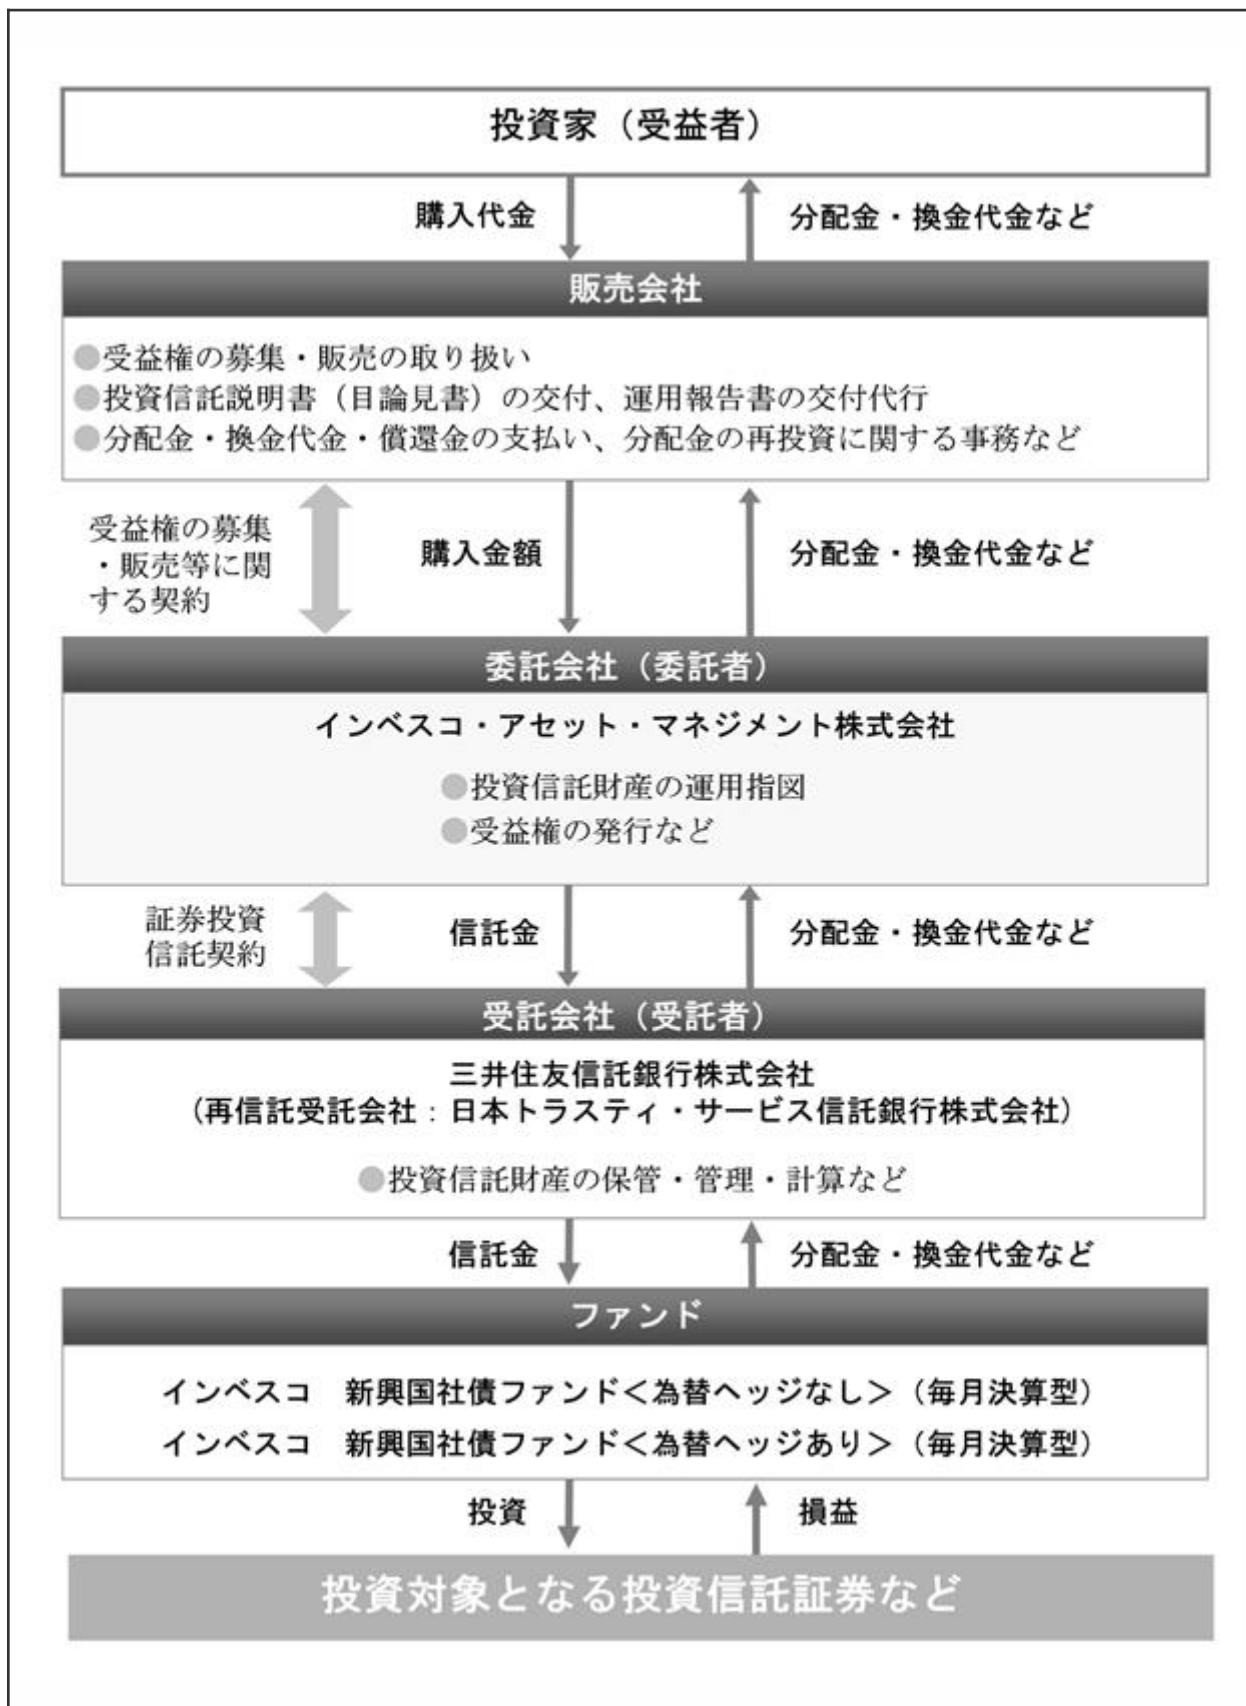 投資家（受益者）
購入代金
分配金・換金代金など
販売会社
●受益権の募集・販売の取り扱い
●投資信託説明書（目論見書）の交付、運用報告書の交付代行
●分配金・換金代金・償還金の支払い、分配金の再投資に関する事務など
受益権の募集
・販売等に関
する契約
購入金額
分配金・換金代金など
委託会社（委託者）
インベスコ・アセット・マネジメント株式会社
●投資信託財産の運用指図
●受益権の発行など
証券投資
信託契約
信託金
分配金・換金代金など
受託会社（受託者）
三井住友信託銀行株式会社
（再信託受託会社：日本トラスティ・サービス信託銀行株式会社）
●投資信託財産の保管・管理・計算など
信託金
分配金・換金代金など
ファンド
インベスコ　新興国社債ファンド＜為替ヘッジなし＞（毎月決算型）
インベスコ　新興国社債ファンド＜為替ヘッジあり＞（毎月決算型）
投資
損益
投資対象となる投資信託証券など